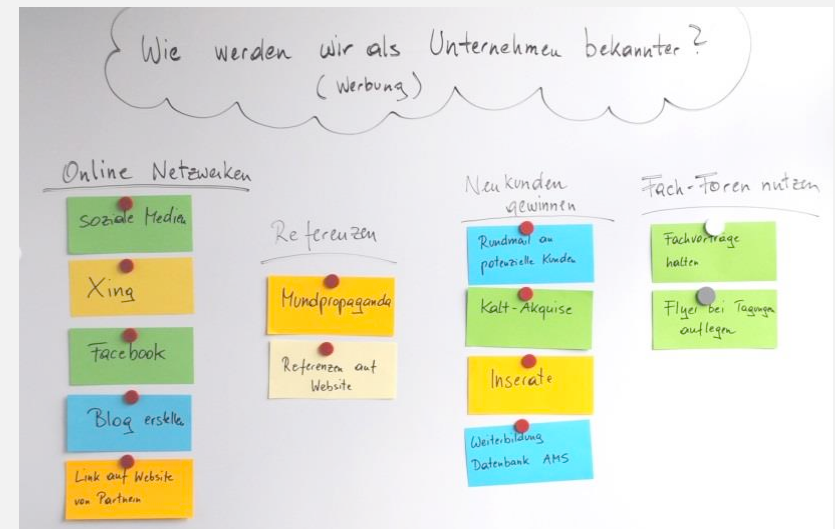 Wie werden wir als Unternehmen bekannter?
(Werbung)
Online Netzwerken
soziale Medien
Xing
Facebook
Blog erstellen
Link auf Website
von Partnern
Referenzen
Mundpropaganda
Referenzen auf
Website
Neukunden
gewinnen
Rundmail an
potenzielle Kunden
Kalt-Akquise
Inserate
Weiterbildung
Datenbank AMS
Fach-Foren nutzen
Fachvorträge
halten
Flyer bei Tagungen
auflegen